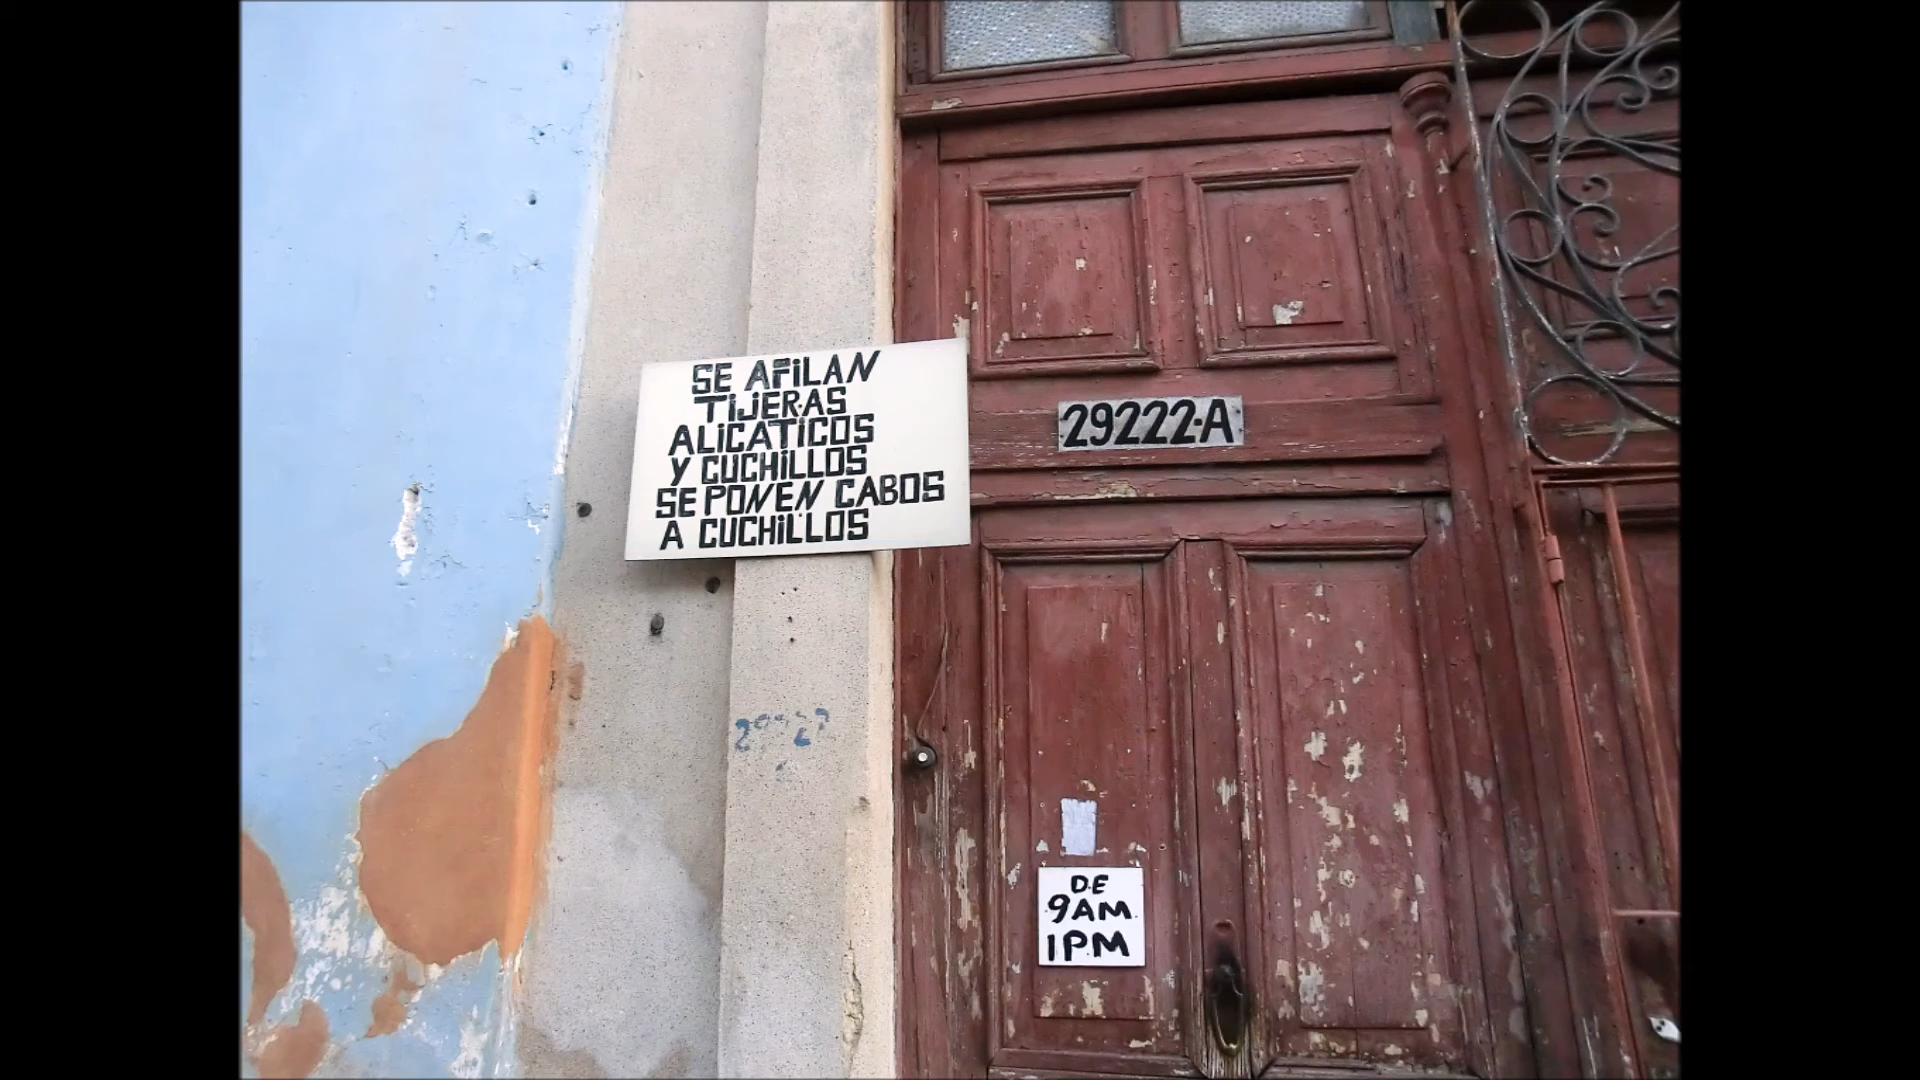 SE AFiLAN
TiJERAS
ALiCATICOS
Y CUCHiLLOS
SE PONEN CABOS
A CUCHiLLOS
29222-A
DE
9AM
1PM